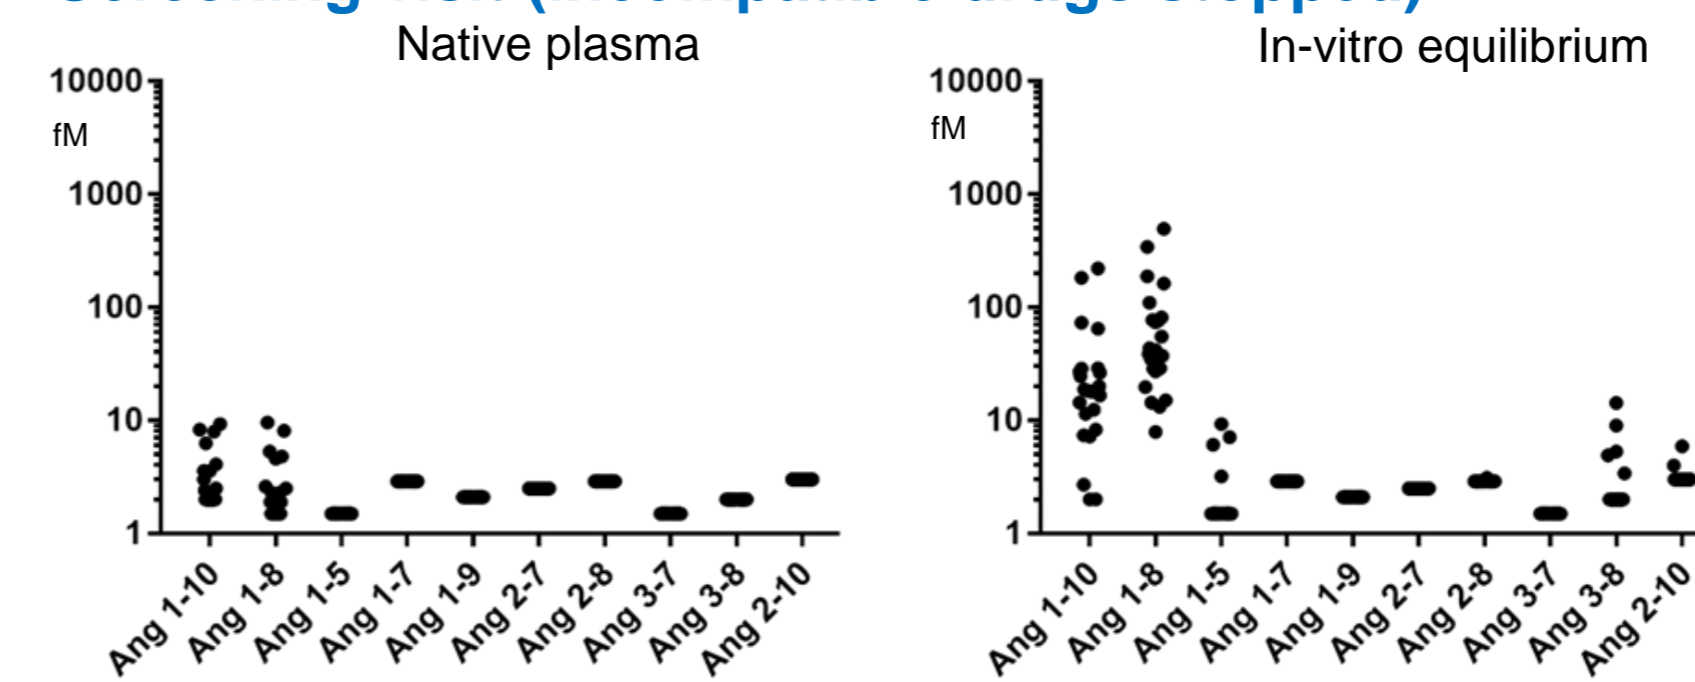 (incompatible drugs stopped)
Native plasma
10000
fM
1000
100
10
1
Ang 1-10
Ang 1-8
Ang 1-5
Ang 1-7
Ang 1-9
Ang 2-7
Ang 2-8
Ang 3-7
Ang 3-8
Ang 2-10
In-vitro equilibrium
10000
fM
1000
100
10
1
Ang 1-10
Ang 1-8
Ang 1-5
Ang 1-7
Ang 1-9
Ang 2-7
Ang 2-8
Ang 3-7
Ang 3-8
Ang 2-10